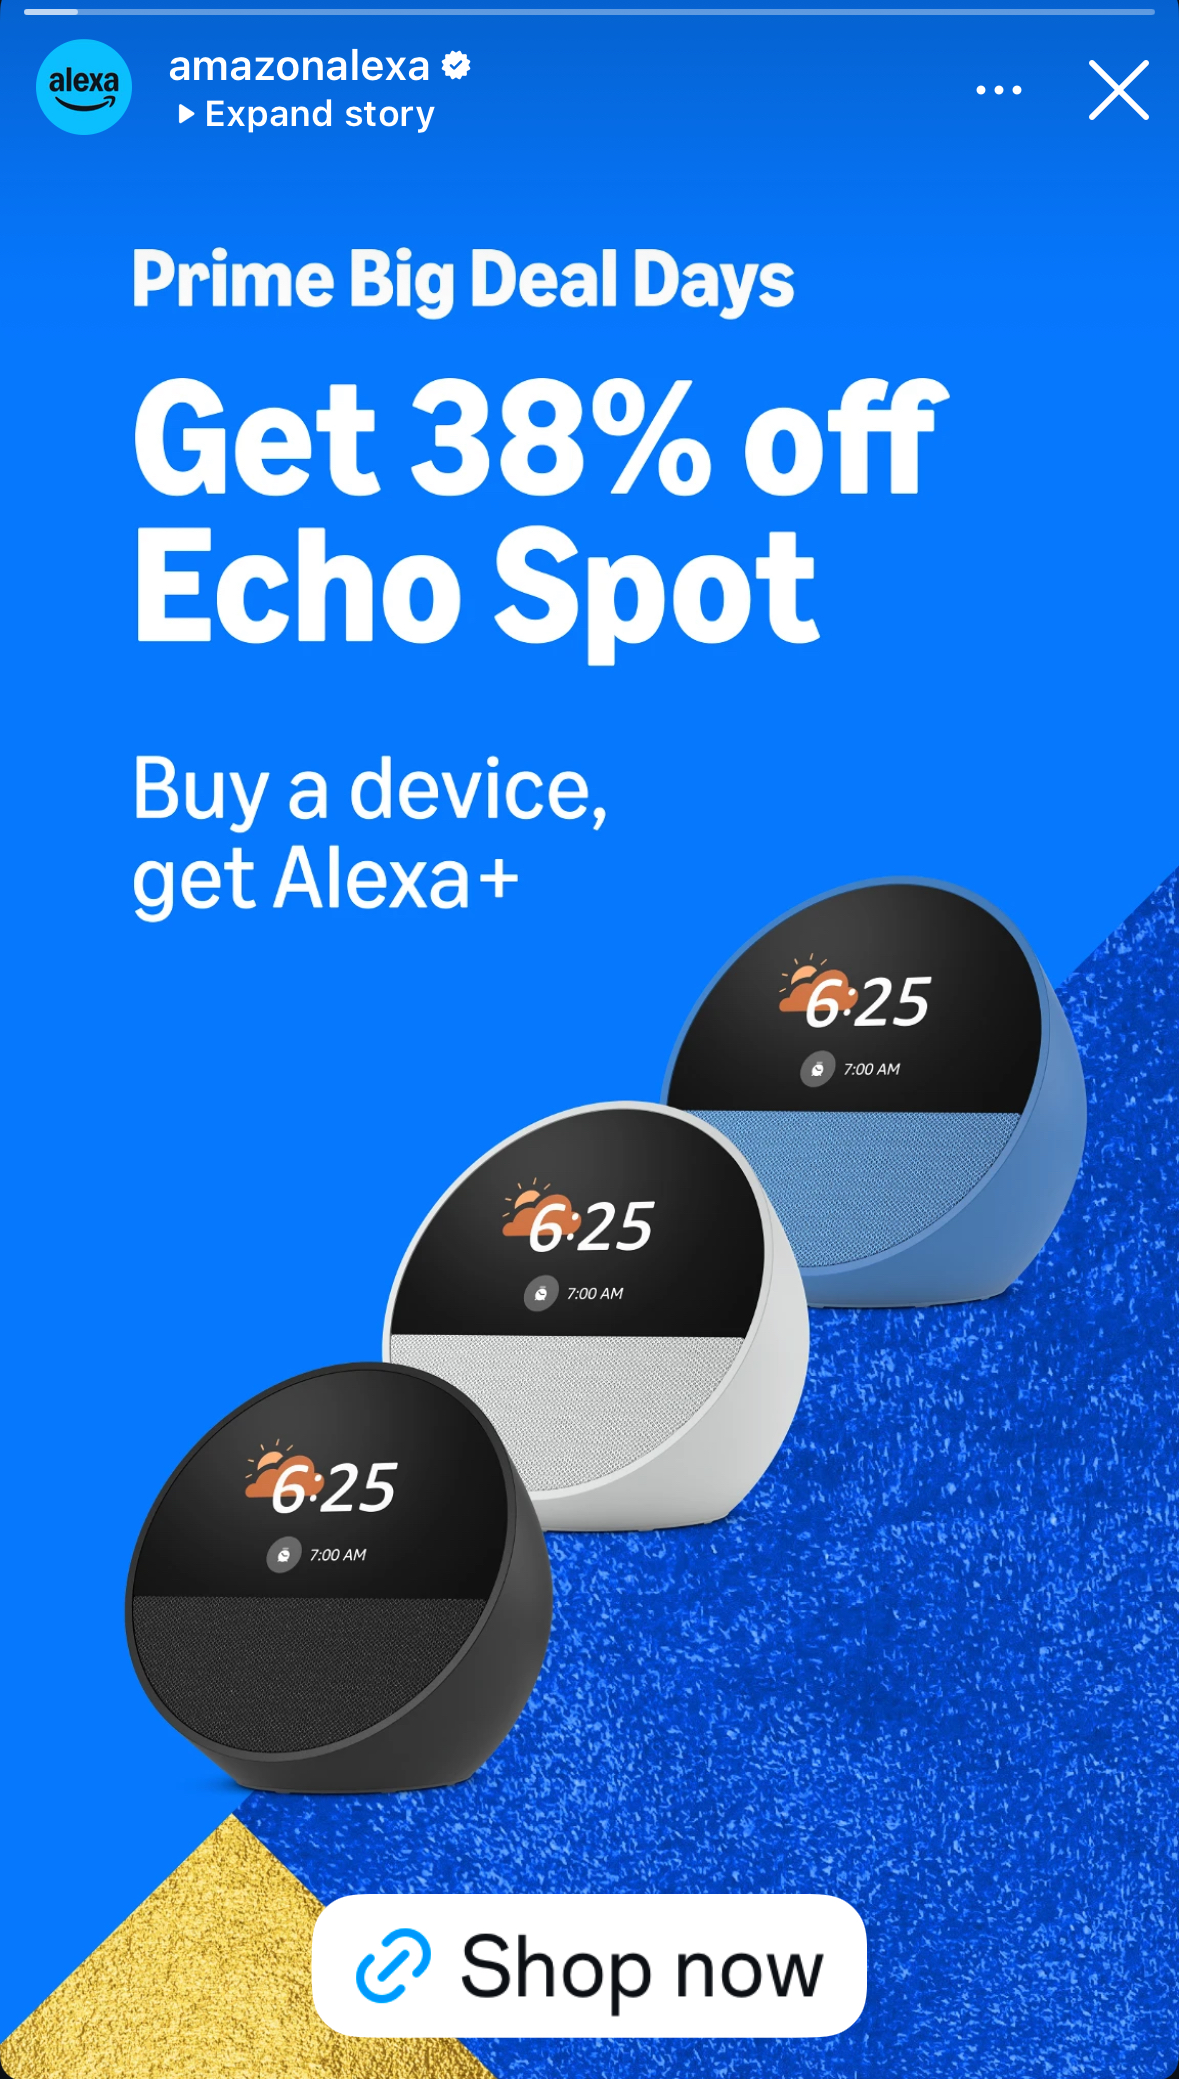 alexa
amazonalexa
Expand story
Prime Big Deal Days
Get 38% off
Echo Spot
Buy a device,
get Alexa+
6:25
7:00 AM
6:25
7:00 AM
6:25
7:00 AM
Shop now